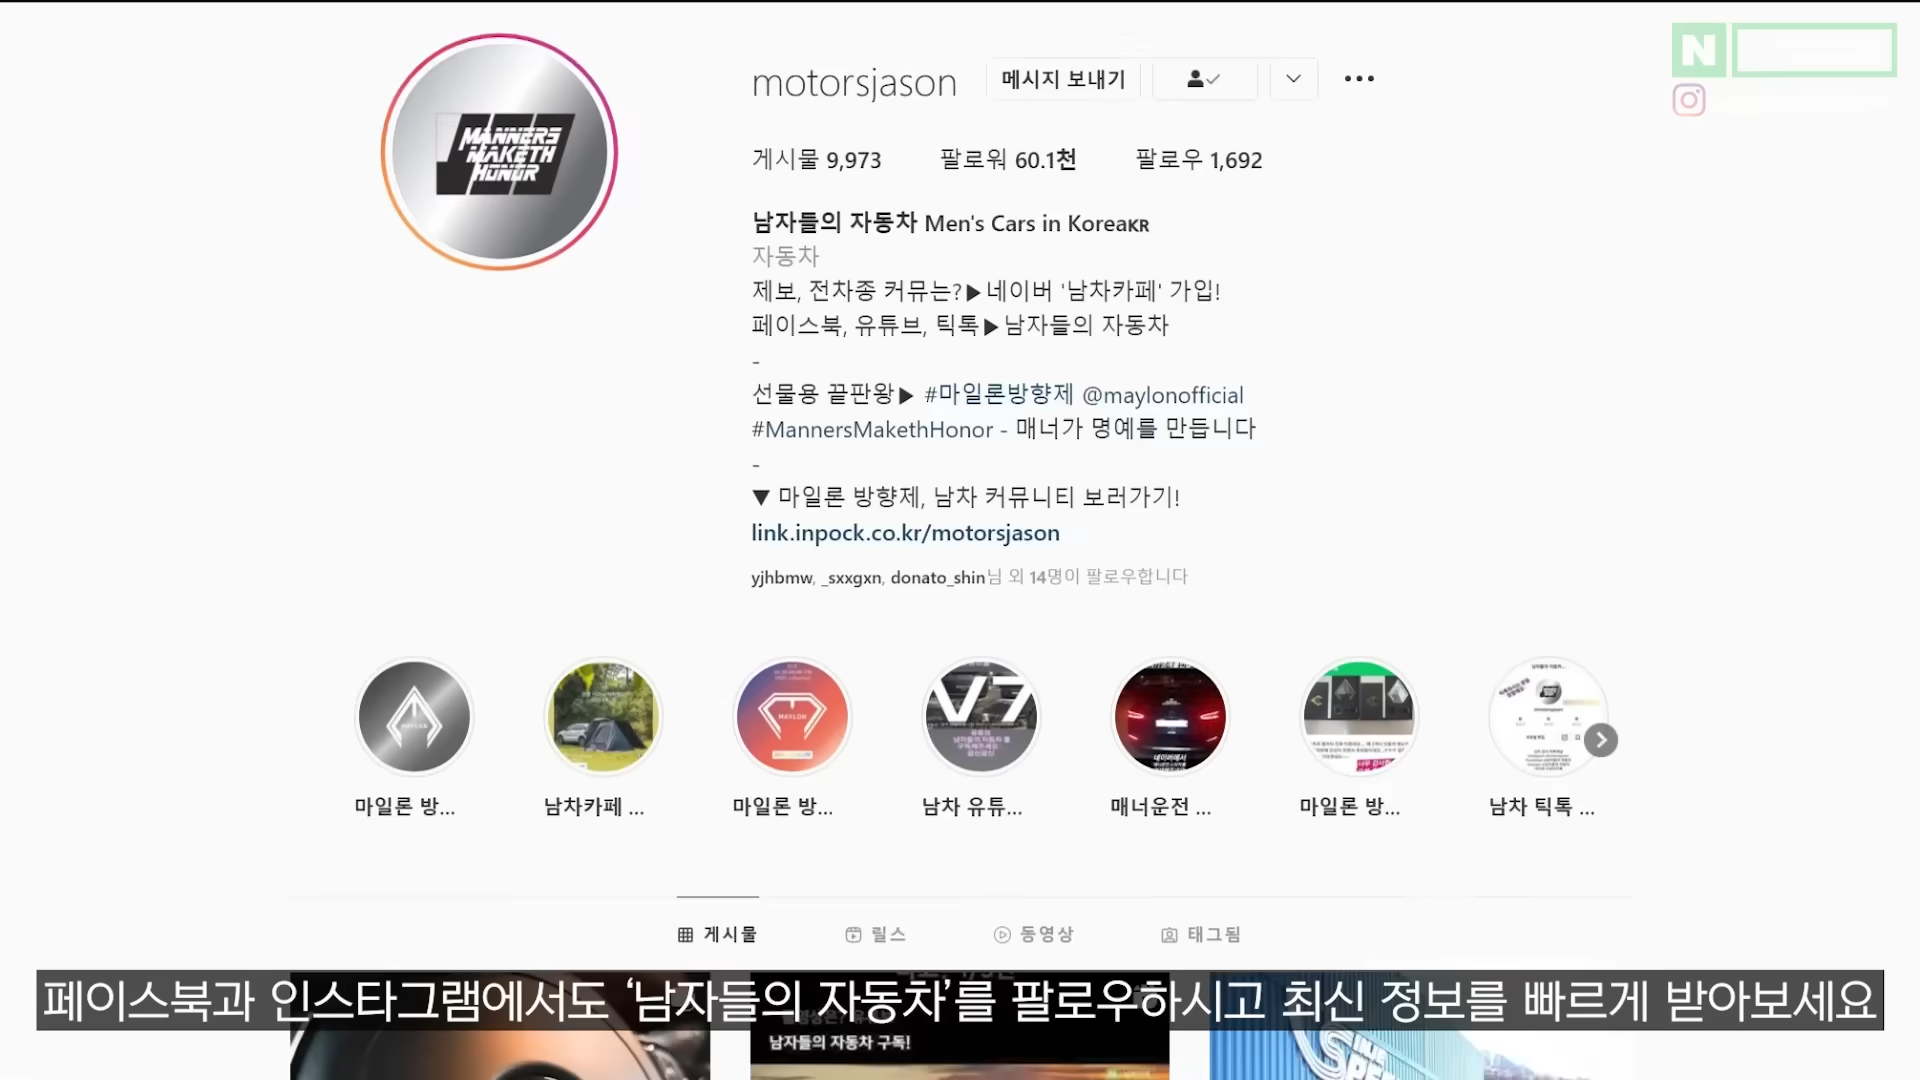 N
motorsjason 메시지 보내기
게시물 9,973 팔로워 60.1천 팔로우 1,692
MANNERS
MAKETH
HONOR
남자들의 자동차 Men's Cars in KoreaKR
자동차
제보, 전차종 커뮤는?▶네이버 '남차카페' 가입!
페이스북, 유튜브, 틱톡▶남자들의 자동차
-
선물용 끝판왕▶ #마일론방향제 @maylonofficial
#MannersMakethHonor - 매너가 명예를 만듭니다
-
▼ 마일론 방향제, 남차 커뮤니티 보러가기!
link.inpock.co.kr/motorsjason
yjhbmw, _sxxgxn, donato_shin님 외 14명이 팔로우합니다
MAYLON
V7
마일론 방... 남차카페 ... 마일론 방... 남차 유튜... 매너운전 ... 마일론 방... 남차 틱톡 ...
게시물 릴스 동영상 태그됨
페이스북과 인스타그램에서도 '남자들의 자동차'를 팔로우하시고 최신 정보를 빠르게 받아보세요
남자들의 자동차 구독!